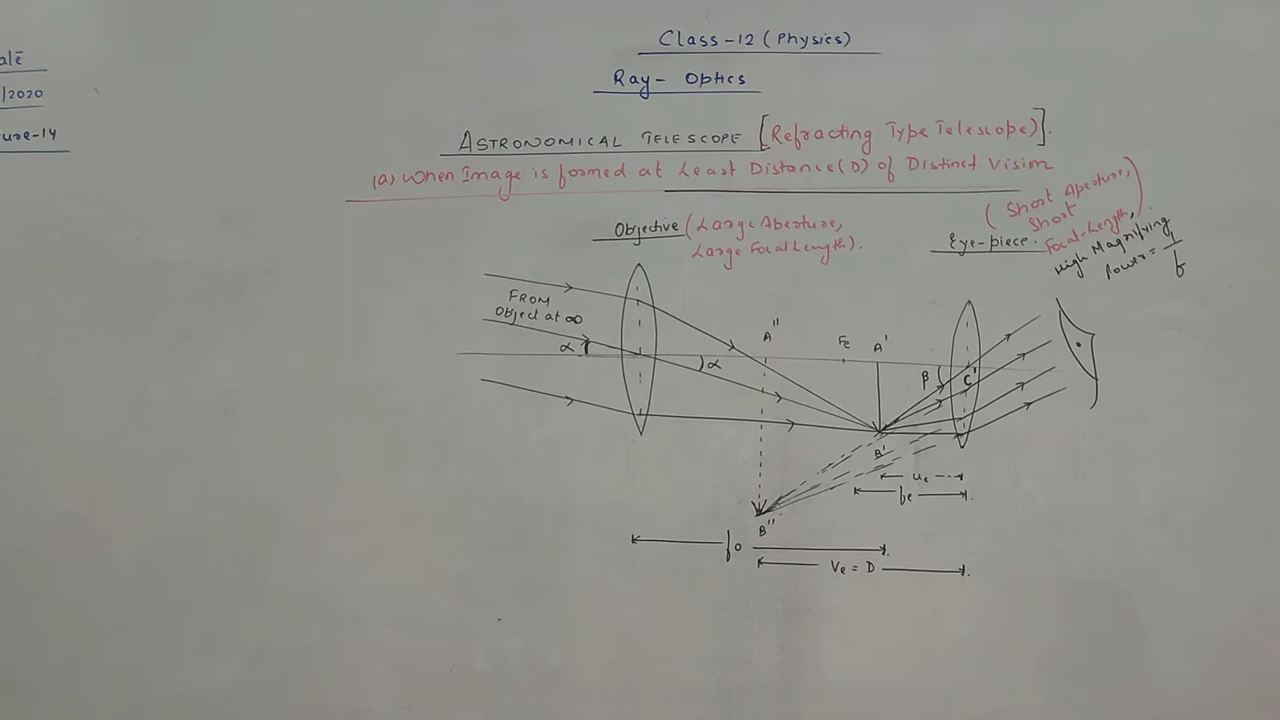 Class-12 (Physics)
Ray- Optics
/2020
ure-14
ASTRONOMICAL TELESCOPE [Refracting Type Telescope)].
(a) When Image is formed at Least Distance (D) of Distinct Vision
Objective (Large Aperture,
Large Focal Length).
Eye-piece.
(Short Aperture,
Short
Focal-Length,)
High Magnifying
Power = 1/f
FROM
Object at ∞
α
α
A''
Fe
A'
β
C'
B'
ue
fe
B''
fo
Ve = D